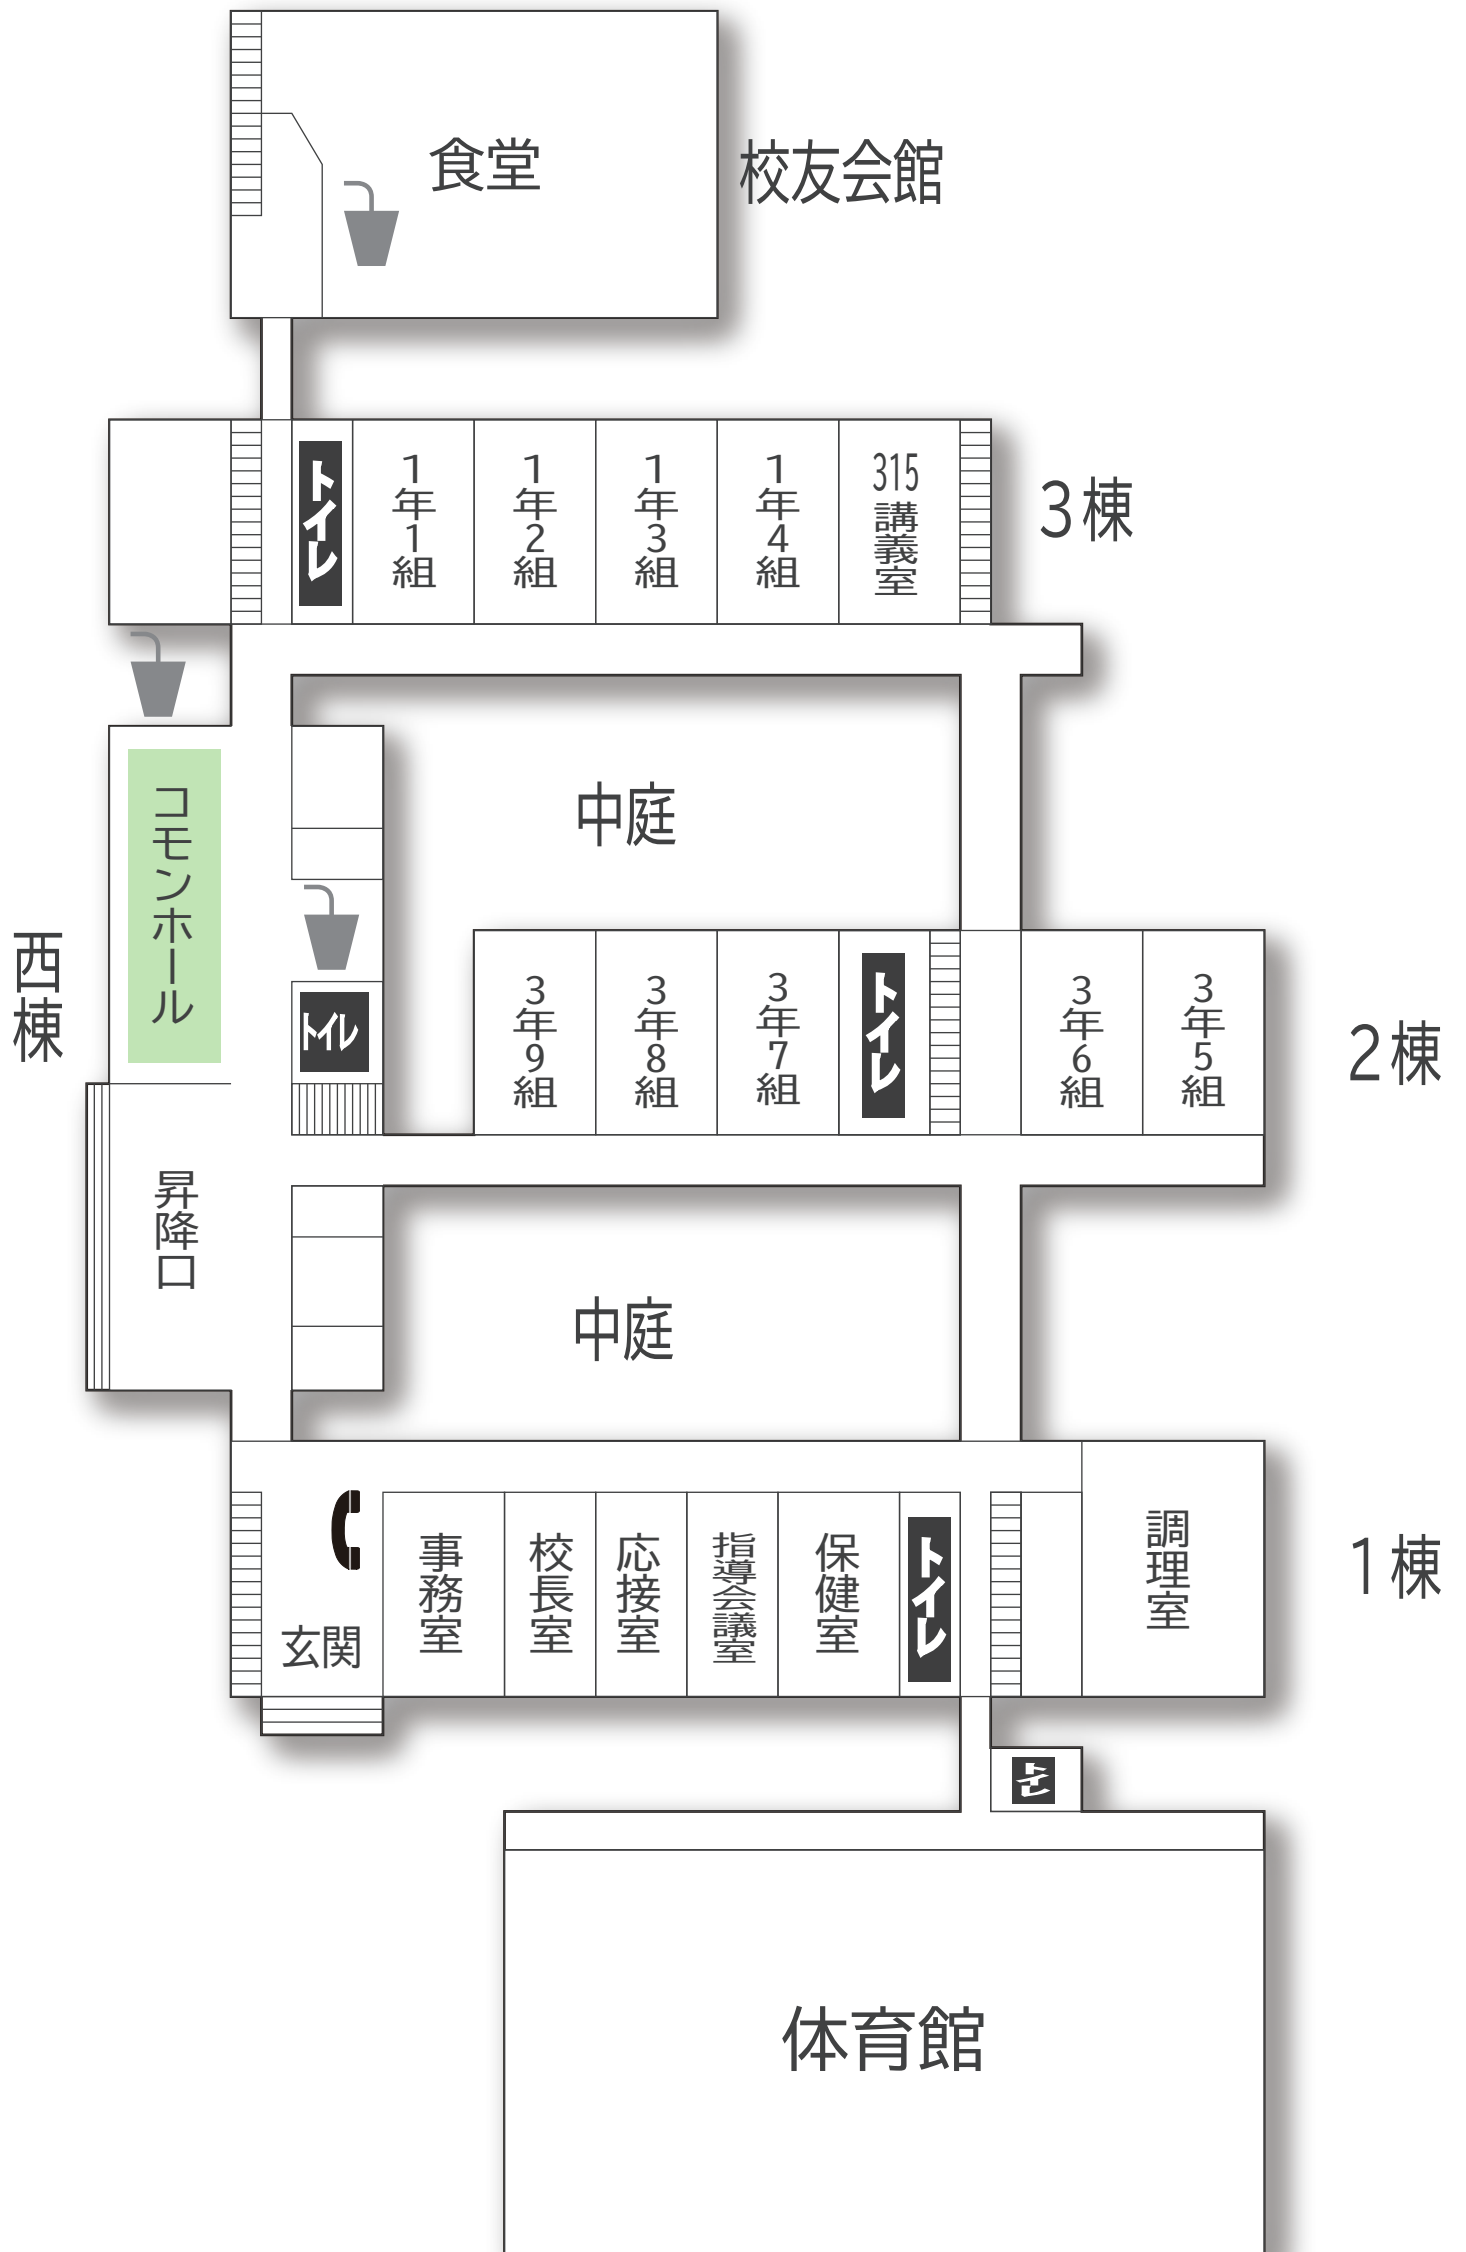 食堂
校友会館
トイレ
1年1組
1年2組
1年3組
1年4組
315講義室
3棟
コモンホール
中庭
西棟
トイレ
3年9組
3年8組
3年7組
トイレ
3年6組
3年5組
2棟
昇降口
中庭
事務室
校長室
応接室
指導会議室
保健室
トイレ
調理室
1棟
玄関
トイレ
体育館